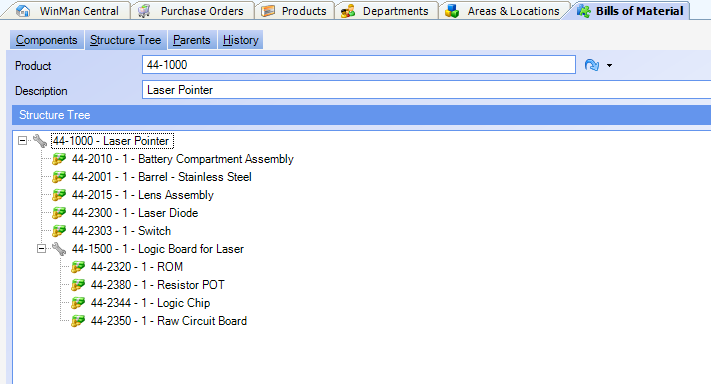 WinMan Central Purchase Orders Products Departments Areas & Locations Bills of Material
Components Structure Tree Parents History
Product 44-1000
Description Laser Pointer
Structure Tree
44-1000 - Laser Pointer
44-2010 - 1 - Battery Compartment Assembly
44-2001 - 1 - Barrel - Stainless Steel
44-2015 - 1 - Lens Assembly
44-2300 - 1 - Laser Diode
44-2303 - 1 - Switch
44-1500 - 1 - Logic Board for Laser
44-2320 - 1 - ROM
44-2380 - 1 - Resistor POT
44-2344 - 1 - Logic Chip
44-2350 - 1 - Raw Circuit Board